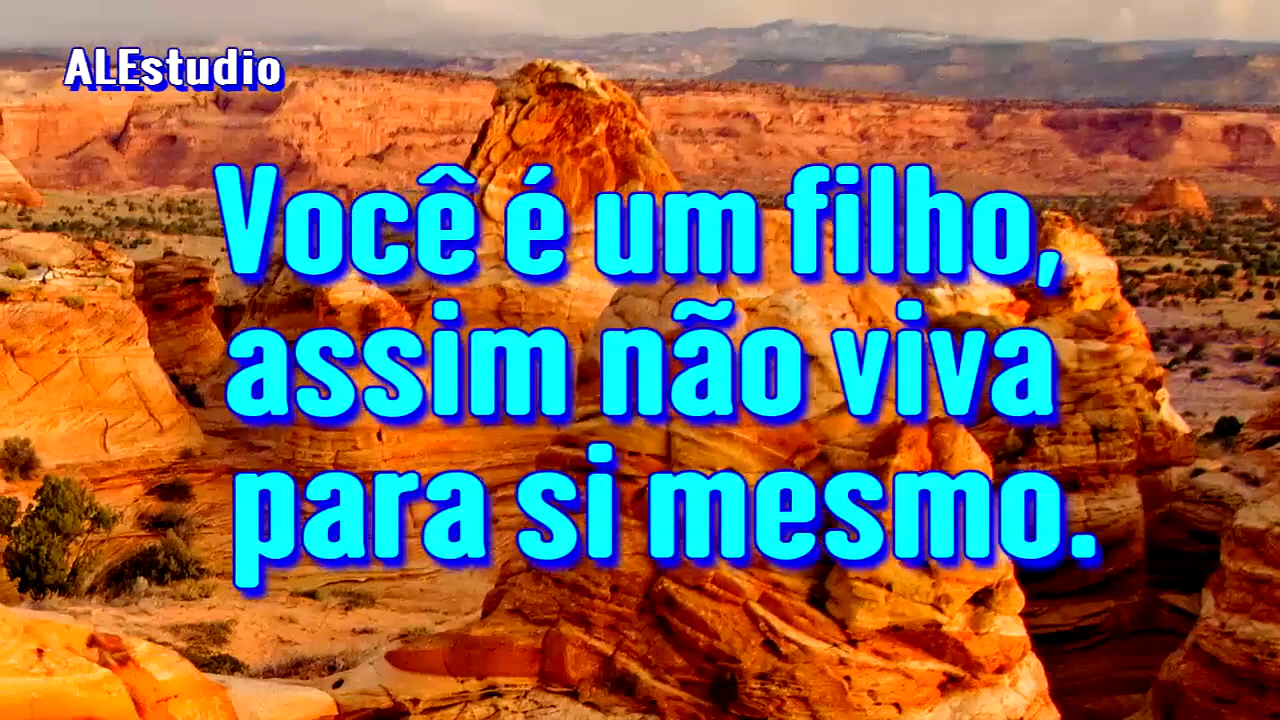 ALEstudio
Você é um filho,
assim não viva
para si mesmo.